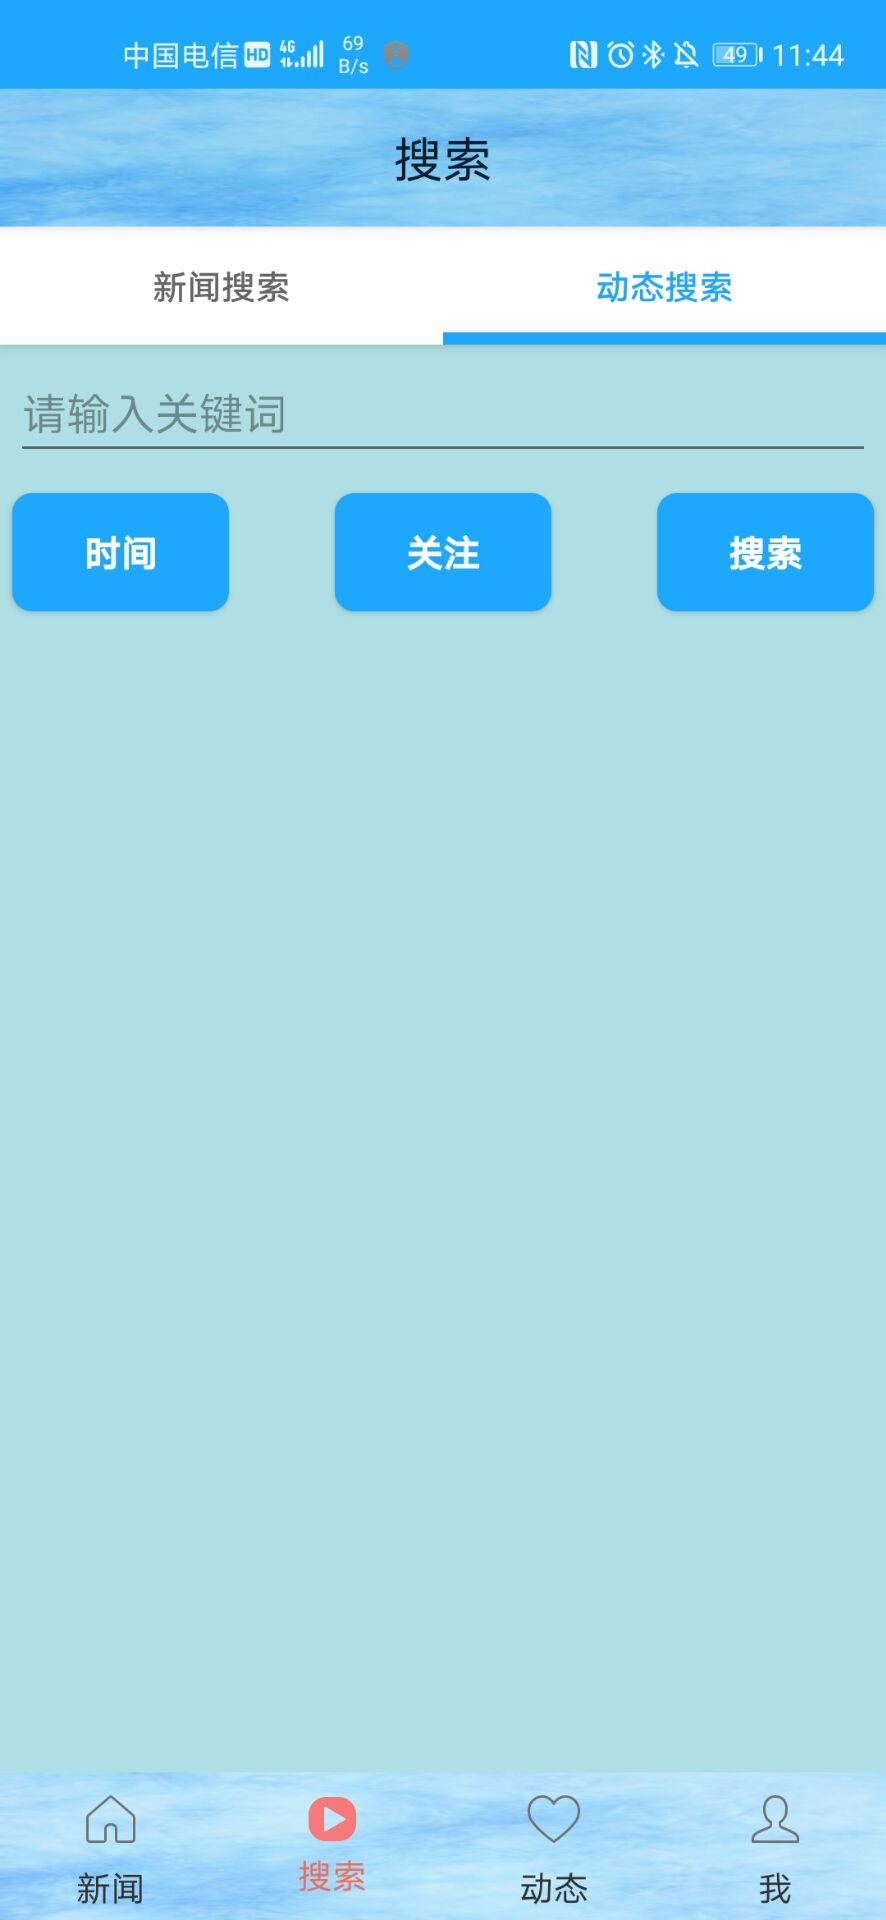 中国电信 HD 4G 69 B/s 49 11:44
搜索
新闻搜索 动态搜索
请输入关键词
时间 关注 搜索
新闻 搜索 动态 我